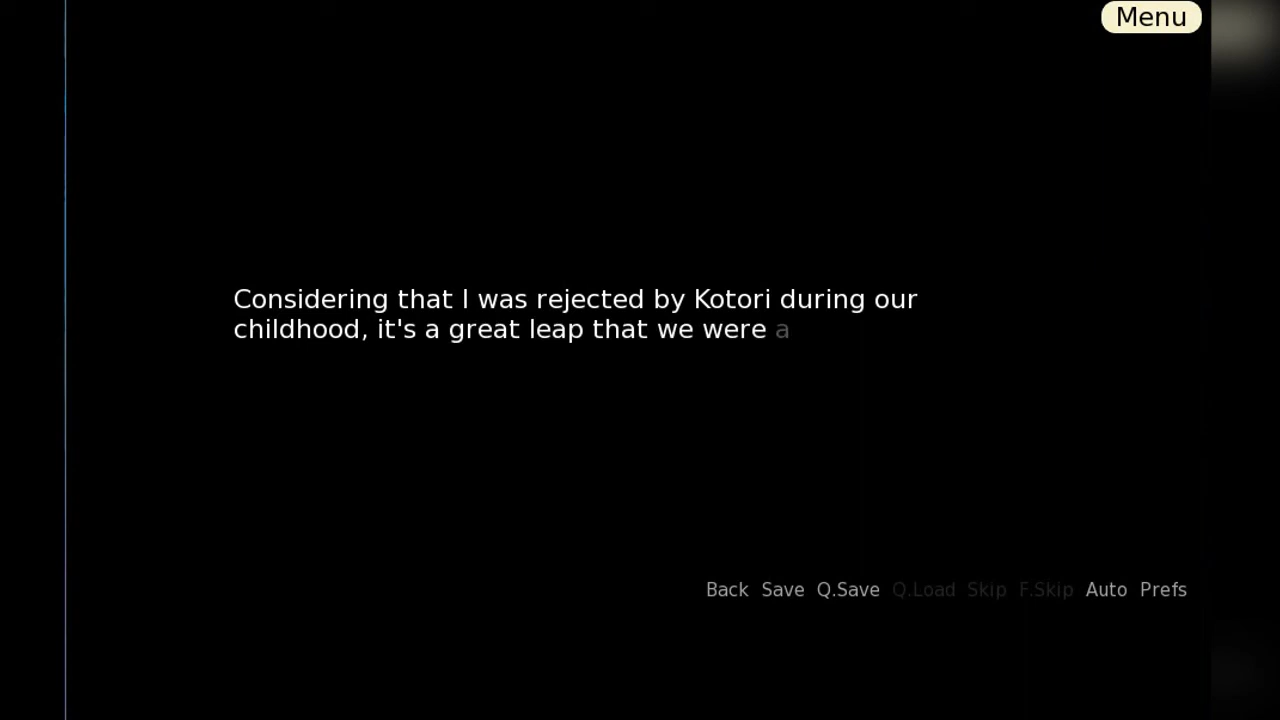 Menu
Considering that I was rejected by Kotori during our
childhood, it's a great leap that we were a
Back Save Q.Save Q.Load Skip F.Skip Auto Prefs